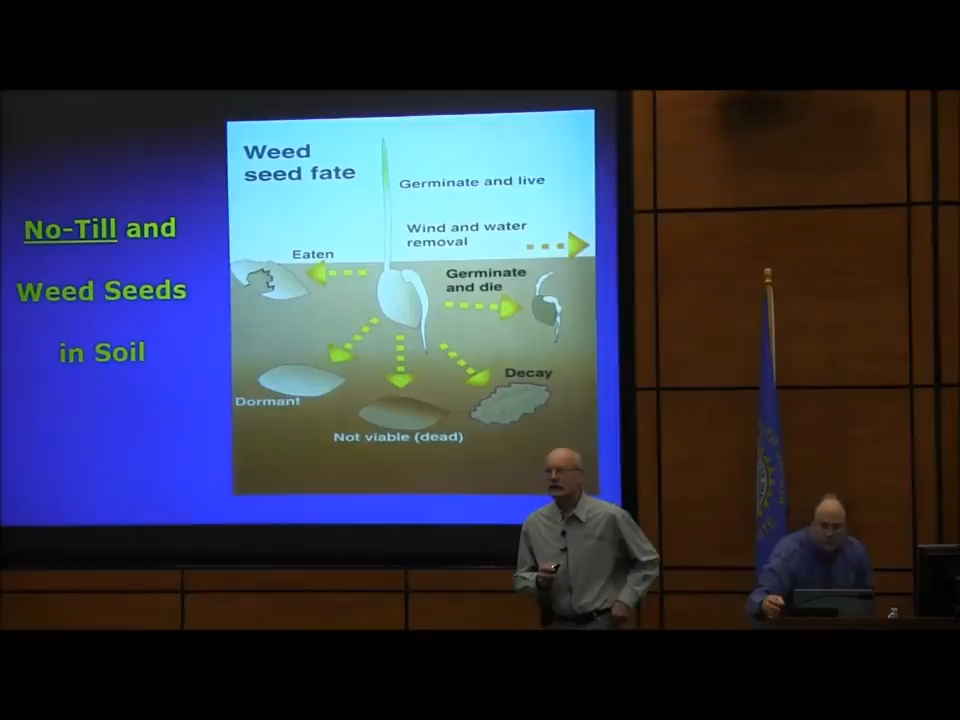 No-Till and
Weed Seeds
in Soil
Weed
seed fate
Germinate and live
Wind and water
removal
Eaten
Germinate
and die
Decay
Dormant
Not viable (dead)